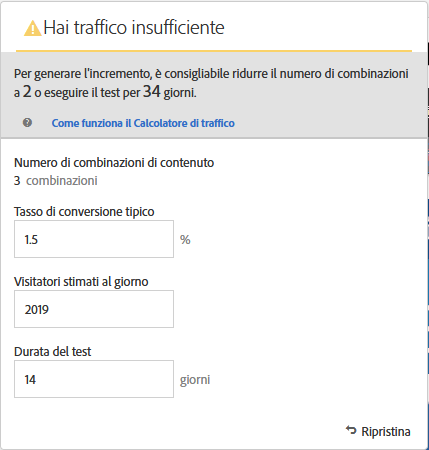 Hai traffico insufficiente
Per generare l'incremento, è consigliabile ridurre il numero di combinazioni
a 2 o eseguire il test per 34 giorni.
Come funziona il Calcolatore di traffico
Numero di combinazioni di contenuto
3 combinazioni
Tasso di conversione tipico
1.5 %
Visitatori stimati al giorno
2019
Durata del test
14 giorni
Ripristina